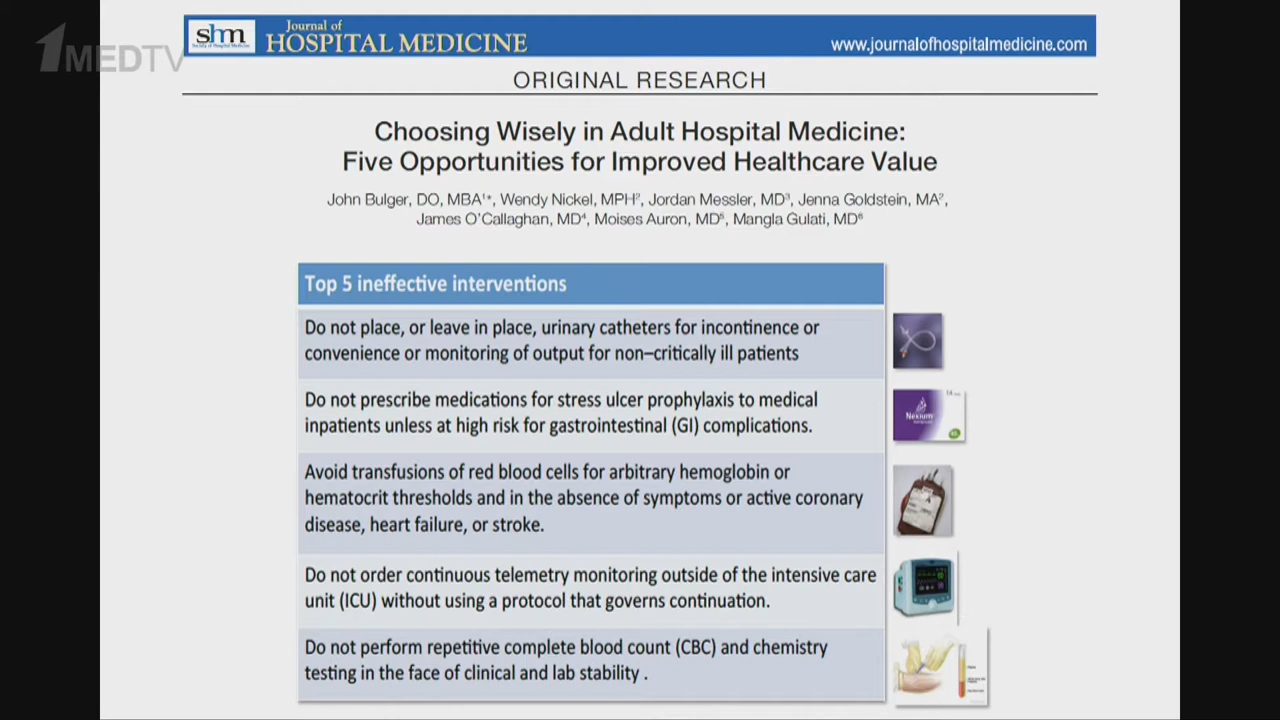 1MEDTV
shm
Society of Hospital Medicine
Journal of
HOSPITAL MEDICINE
www.journalofhospitalmedicine.com
ORIGINAL RESEARCH
Choosing Wisely in Adult Hospital Medicine:
Five Opportunities for Improved Healthcare Value
John Bulger, DO, MBA¹*, Wendy Nickel, MPH², Jordan Messler, MD³, Jenna Goldstein, MA²,
James O'Callaghan, MD⁴, Moises Auron, MD⁵, Mangla Gulati, MD⁶
Top 5 ineffective interventions
Do not place, or leave in place, urinary catheters for incontinence or
convenience or monitoring of output for non–critically ill patients
Do not prescribe medications for stress ulcer prophylaxis to medical
inpatients unless at high risk for gastrointestinal (GI) complications.
Nexium
Avoid transfusions of red blood cells for arbitrary hemoglobin or
hematocrit thresholds and in the absence of symptoms or active coronary
disease, heart failure, or stroke.
Do not order continuous telemetry monitoring outside of the intensive care
unit (ICU) without using a protocol that governs continuation.
Do not perform repetitive complete blood count (CBC) and chemistry
testing in the face of clinical and lab stability .